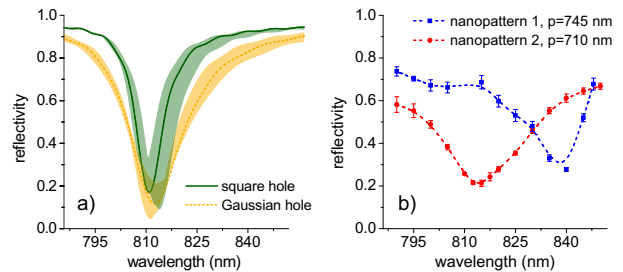 1.0
0.8
0.6
0.4
0.2
0.0
reflectivity
a)
square hole
Gaussian hole
795 810 825 840
wavelength (nm)
nanopattern 1, p=745 nm
nanopattern 2, p=710 nm
1.0
0.8
0.6
0.4
0.2
0.0
reflectivity
b)
795 810 825 840
wavelength (nm)